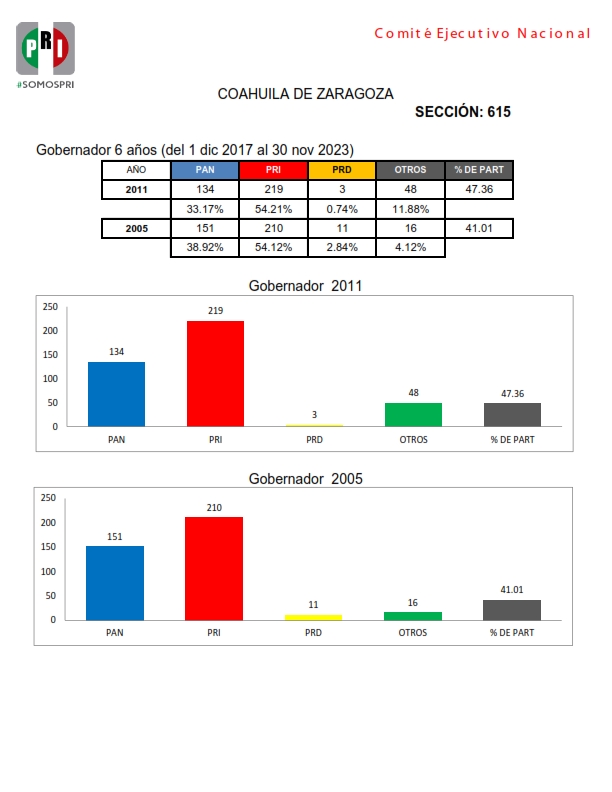 Comité Ejecutivo Nacional
PRI
#SOMOSPRI
COAHUILA DE ZARAGOZA
SECCIÓN: 615
Gobernador 6 años (del 1 dic 2017 al 30 nov 2023)
AÑO PAN PRI PRD OTROS % DE PART
2011 134 219 3 48 47.36
33.17% 54.21% 0.74% 11.88%
2005 151 210 11 16 41.01
38.92% 54.12% 2.84% 4.12%
Gobernador 2011
250
200
150
100
50
0
134 219 3 48 47.36
PAN PRI PRD OTROS % DE PART
Gobernador 2005
250
200
150
100
50
0
151 210 11 16 41.01
PAN PRI PRD OTROS % DE PART